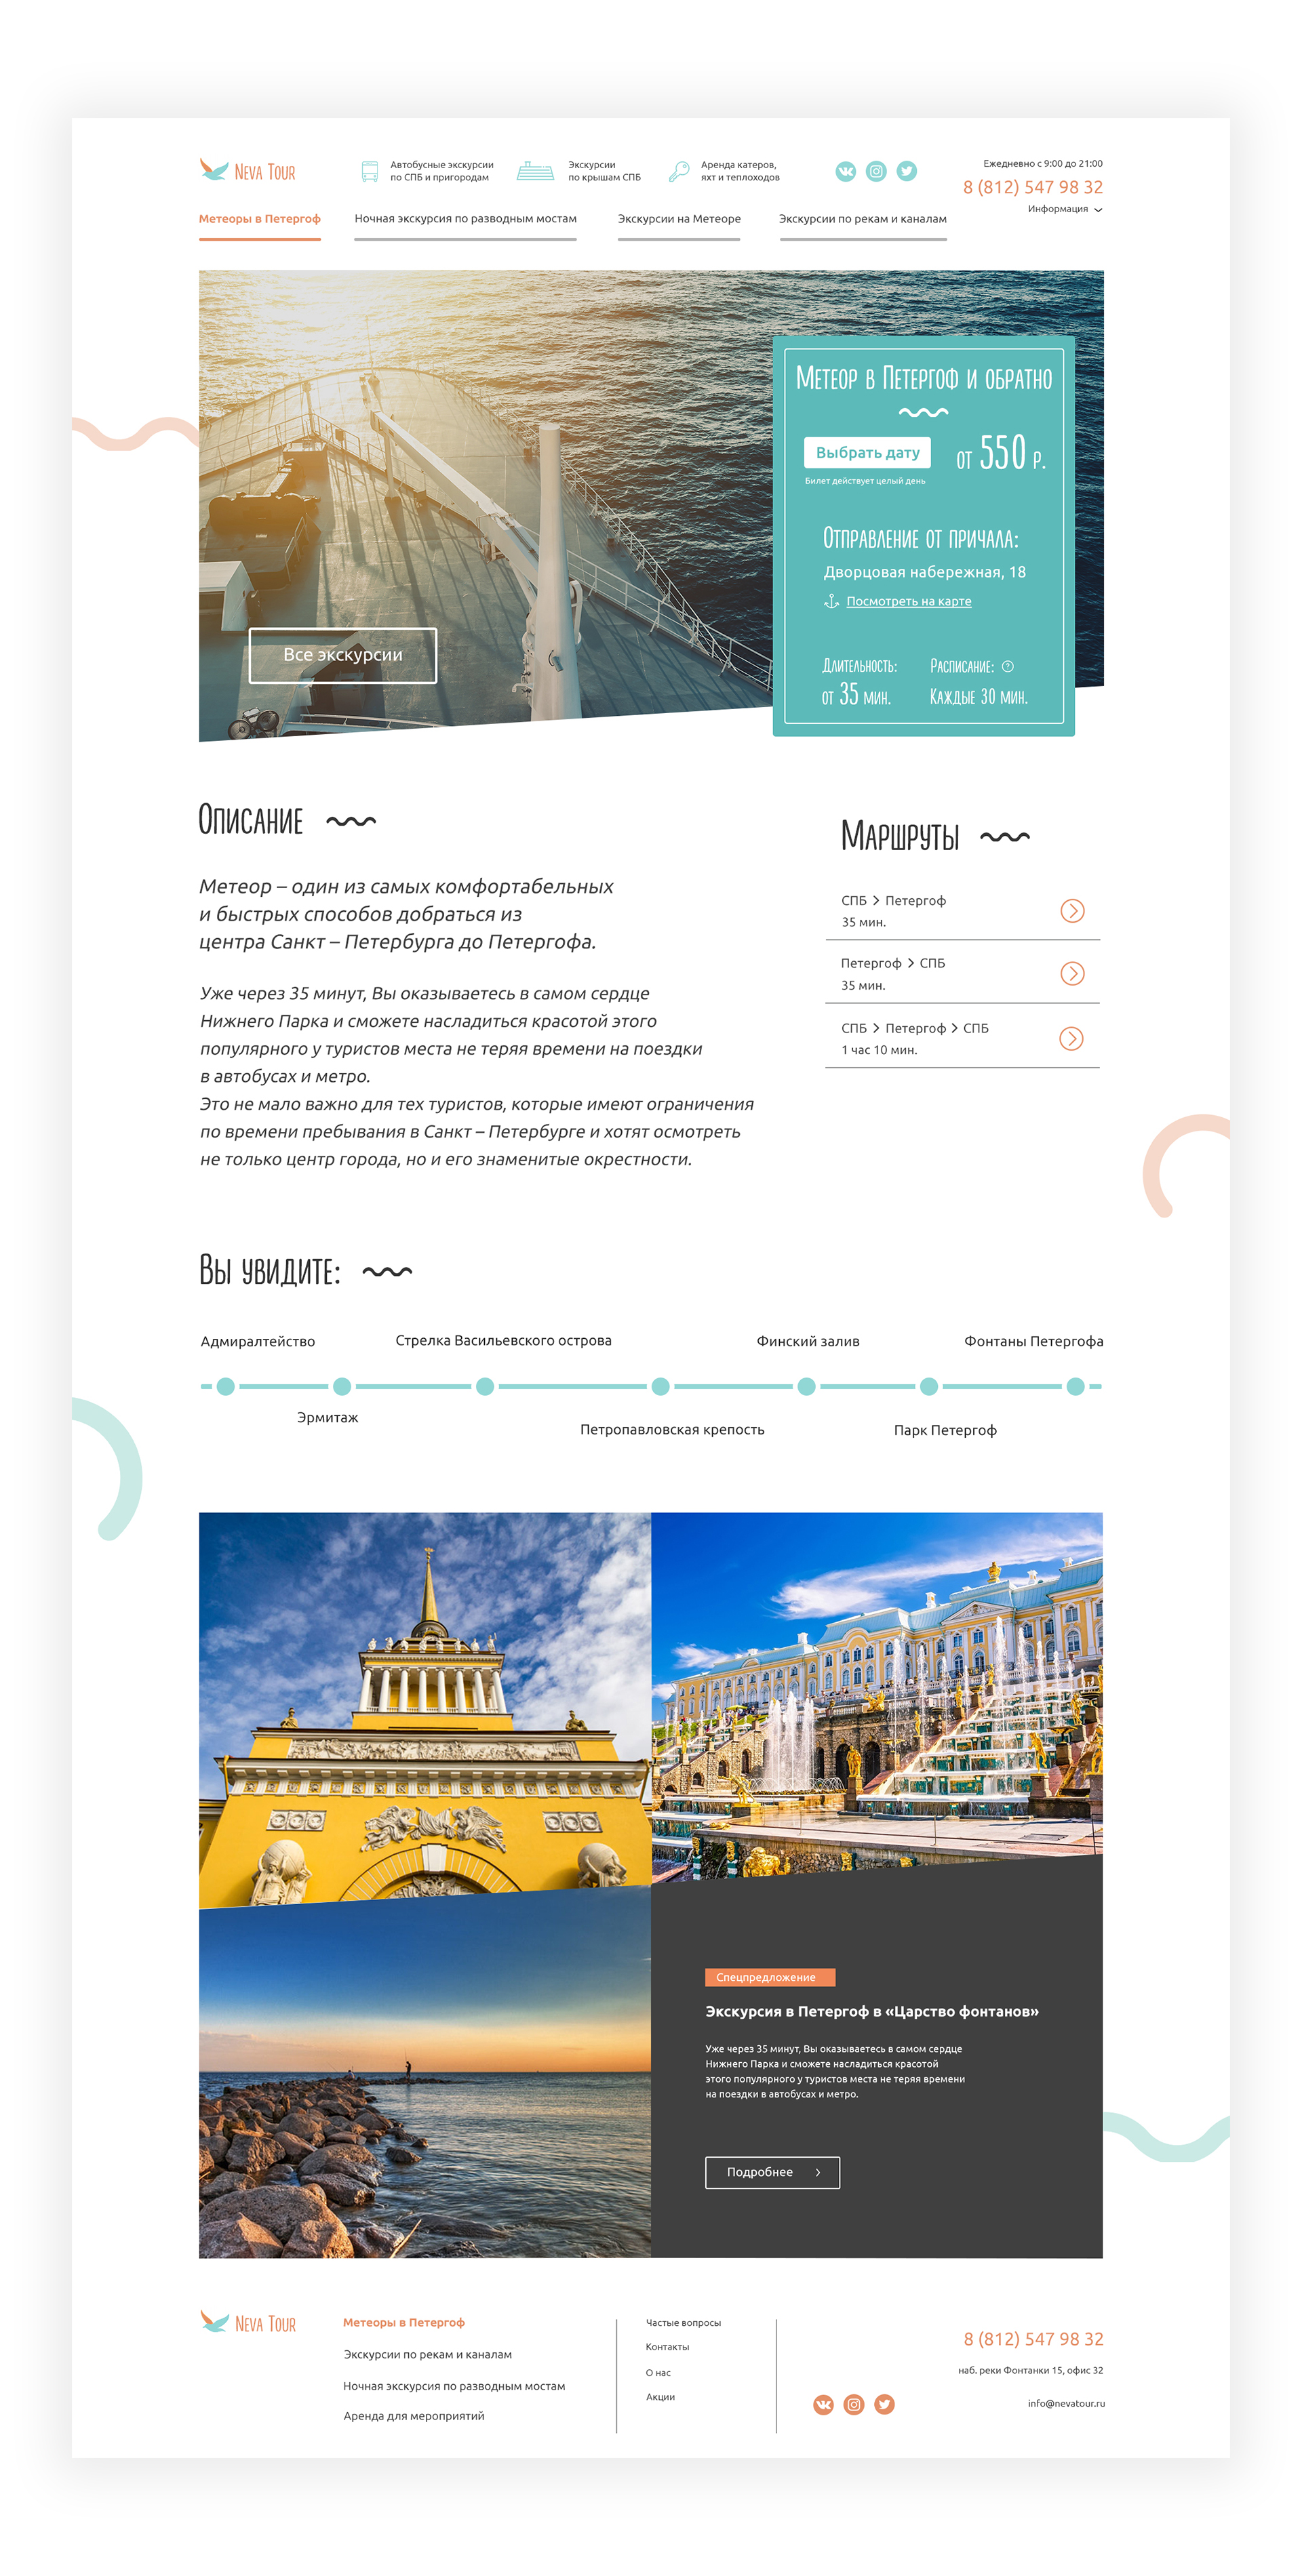 Neva Tour
Автобусные экскурсии
по СПБ и пригородам
Экскурсии
по крышам СПБ
Аренда катеров,
яхт и теплоходов
Ежедневно с 9:00 до 21:00
8 (812) 547 98 32
Информация
Метеоры в Петергоф
Ночная экскурсия по разводным мостам
Экскурсии на Метеоре
Экскурсии по рекам и каналам
Метеор в Петергоф и обратно
Выбрать дату
от 550 р.
Билет действует целый день
Отправление от причала:
Дворцовая набережная, 18
Посмотреть на карте
Длительность:
от 35 мин.
Расписание: ?
Каждые 30 мин.
Все экскурсии
Описание
Метеор – один из самых комфортабельных
и быстрых способов добраться из
центра Санкт – Петербурга до Петергофа.
Уже через 35 минут, Вы оказываетесь в самом сердце
Нижнего Парка и сможете насладиться красотой этого
популярного у туристов места не теряя времени на поездки
в автобусах и метро.
Это не мало важно для тех туристов, которые имеют ограничения
по времени пребывания в Санкт – Петербурге и хотят осмотреть
не только центр города, но и его знаменитые окрестности.
Маршруты
СПБ > Петергоф
35 мин.
Петергоф > СПБ
35 мин.
СПБ > Петергоф > СПБ
1 час 10 мин.
Вы увидите:
Адмиралтейство
Стрелка Васильевского острова
Финский залив
Фонтаны Петергофа
Эрмитаж
Петропавловская крепость
Парк Петергоф
Спецпредложение
Экскурсия в Петергоф в «Царство фонтанов»
Уже через 35 минут, Вы оказываетесь в самом сердце
Нижнего Парка и сможете насладиться красотой
этого популярного у туристов места не теряя времени
на поездки в автобусах и метро.
Подробнее
Neva Tour
Метеоры в Петергоф
Экскурсии по рекам и каналам
Ночная экскурсия по разводным мостам
Аренда для мероприятий
Частые вопросы
Контакты
О нас
Акции
8 (812) 547 98 32
наб. реки Фонтанки 15, офис 32
info@nevatour.ru